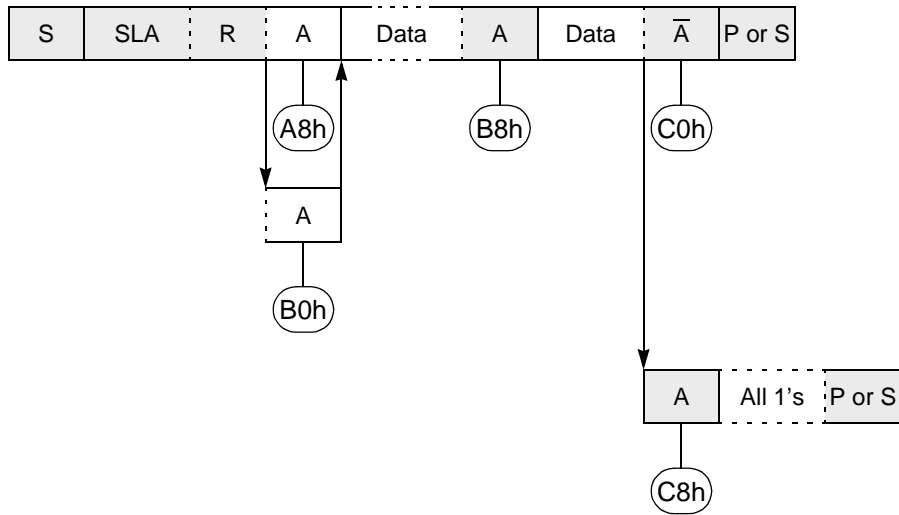 S SLA R A Data A Data A̅ P or S
A8h B8h C0h
A
B0h
A All 1's P or S
C8h